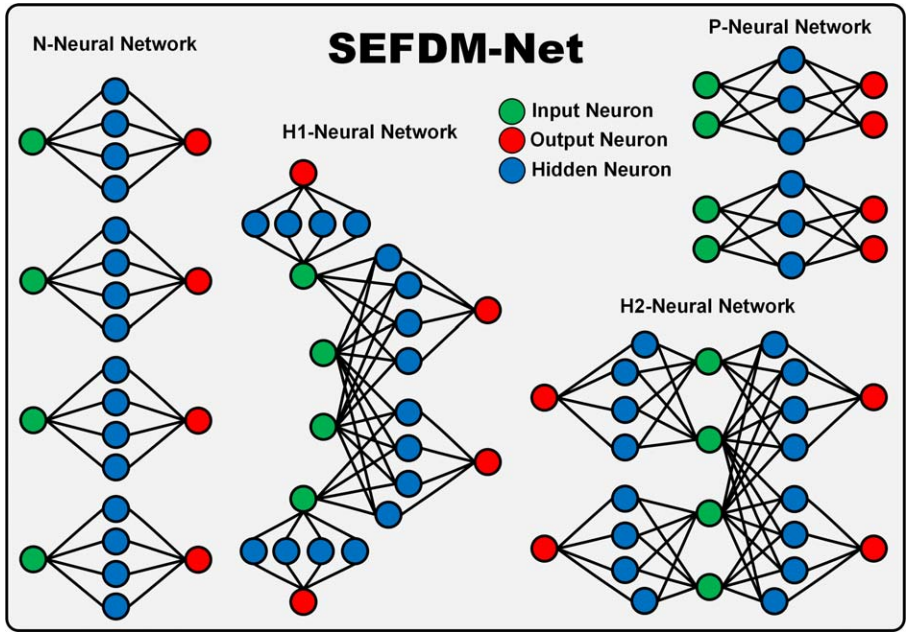 N-Neural Network
SEFDM-Net
P-Neural Network
H1-Neural Network
Input Neuron
Output Neuron
Hidden Neuron
H2-Neural Network